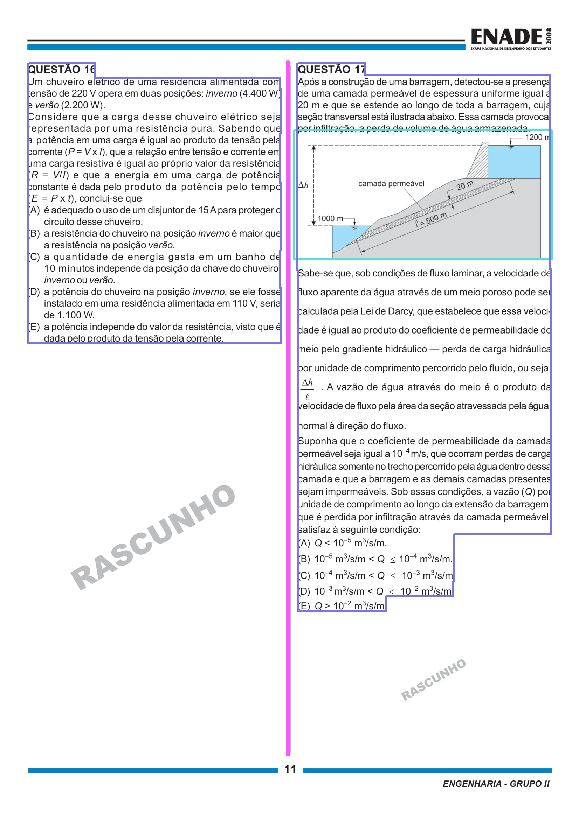 ENADE 2008
EXAME NACIONAL DE DESEMPENHO DOS ESTUDANTES
QUESTÃO 16
Um chuveiro elétrico de uma residência alimentada com
tensão de 220 V opera em duas posições: inverno (4.400 W)
e verão (2.200 W).
Considere que a carga desse chuveiro elétrico seja
representada por uma resistência pura. Sabendo que
a potência em uma carga é igual ao produto da tensão pela
corrente (P = V x I), que a relação entre tensão e corrente em
uma carga resistiva é igual ao próprio valor da resistência
(R = V/I) e que a energia em uma carga de potência
constante é dada pelo produto da potência pelo tempo
(E = P x t), conclui-se que
(A) é adequado o uso de um disjuntor de 15 A para proteger o
circuito desse chuveiro.
(B) a resistência do chuveiro na posição inverno é maior que
a resistência na posição verão.
(C) a quantidade de energia gasta em um banho de
10 minutos independe da posição da chave do chuveiro:
inverno ou verão.
(D) a potência do chuveiro na posição inverno, se ele fosse
instalado em uma residência alimentada em 110 V, seria
de 1.100 W.
(E) a potência independe do valor da resistência, visto que é
dada pelo produto da tensão pela corrente.
RASCUNHO
QUESTÃO 17
Após a construção de uma barragem, detectou-se a presença
de uma camada permeável de espessura uniforme igual a
20 m e que se estende ao longo de toda a barragem, cuja
seção transversal está ilustrada abaixo. Essa camada provoca,
por infiltração, a perda de volume de água armazenada.
1200 m
Δh
camada permeável
20 m
1000 m
ℓ > 500 m
Sabe-se que, sob condições de fluxo laminar, a velocidade de
fluxo aparente da água através de um meio poroso pode ser
calculada pela Lei de Darcy, que estabelece que essa veloci-
dade é igual ao produto do coeficiente de permeabilidade do
meio pelo gradiente hidráulico — perda de carga hidráulica
por unidade de comprimento percorrido pelo fluido, ou seja,
Δh/ℓ . A vazão de água através do meio é o produto da
velocidade de fluxo pela área da seção atravessada pela água,
normal à direção do fluxo.
Suponha que o coeficiente de permeabilidade da camada
permeável seja igual a 10⁻⁴ m/s, que ocorram perdas de carga
hidráulica somente no trecho percorrido pela água dentro dessa
camada e que a barragem e as demais camadas presentes
sejam impermeáveis. Sob essas condições, a vazão (Q) por
unidade de comprimento ao longo da extensão da barragem,
que é perdida por infiltração através da camada permeável,
satisfaz à seguinte condição:
(A) Q < 10⁻⁵ m³/s/m.
(B) 10⁻⁵ m³/s/m < Q ≤ 10⁻⁴ m³/s/m.
(C) 10⁻⁴ m³/s/m < Q ≤ 10⁻³ m³/s/m.
(D) 10⁻³ m³/s/m < Q ≤ 10⁻² m³/s/m.
(E) Q > 10⁻² m³/s/m.
RASCUNHO
11
ENGENHARIA - GRUPO II